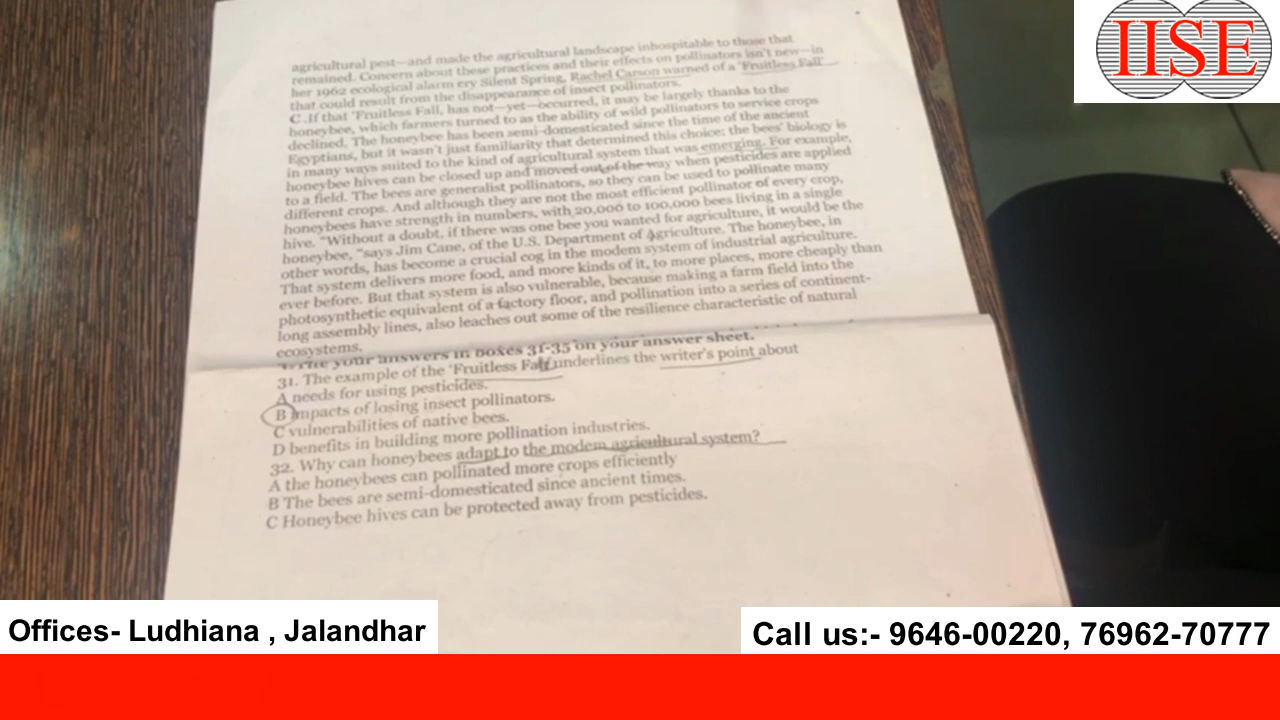 IISE
agricultural pest—and made the agricultural landscape inhospitable to those that
remained. Concern about these practices and their effects on pollinators isn't new—in
her 1962 ecological alarm cry Silent Spring, Rachel Carson warned of a 'Fruitless Fall'
that could result from the disappearance of insect pollinators.
C .If that 'Fruitless Fall, has not—yet—occurred, it may be largely thanks to the
honeybee, which farmers turned to as the ability of wild pollinators to service crops
declined. The honeybee has been semi-domesticated since the time of the ancient
Egyptians, but it wasn't just familiarity that determined this choice: the bees' biology is
in many ways suited to the kind of agricultural system that was emerging. For example,
honeybee hives can be closed up and moved out of the way when pesticides are applied
to a field. The bees are generalist pollinators, so they can be used to pollinate many
different crops. And although they are not the most efficient pollinator of every crop,
honeybees have strength in numbers, with 20,000 to 100,000 bees living in a single
hive. "Without a doubt, if there was one bee you wanted for agriculture, it would be the
honeybee, "says Jim Cane, of the U.S. Department of Agriculture. The honeybee, in
other words, has become a crucial cog in the modem system of industrial agriculture.
That system delivers more food, and more kinds of it, to more places, more cheaply than
ever before. But that system is also vulnerable, because making a farm field into the
photosynthetic equivalent of a factory floor, and pollination into a series of continent-
long assembly lines, also leaches out some of the resilience characteristic of natural
ecosystems.
your answers in boxes 31-35 on your answer sheet.
31. The example of the 'Fruitless Fall' underlines the writer's point about
A needs for using pesticides.
B impacts of losing insect pollinators.
C vulnerabilities of native bees.
D benefits in building more pollination industries.
32. Why can honeybees adapt to the modem agricultural system?
A the honeybees can pollinated more crops efficiently
B The bees are semi-domesticated since ancient times.
C Honeybee hives can be protected away from pesticides.
Offices- Ludhiana , Jalandhar
Call us:- 9646-00220, 76962-70777